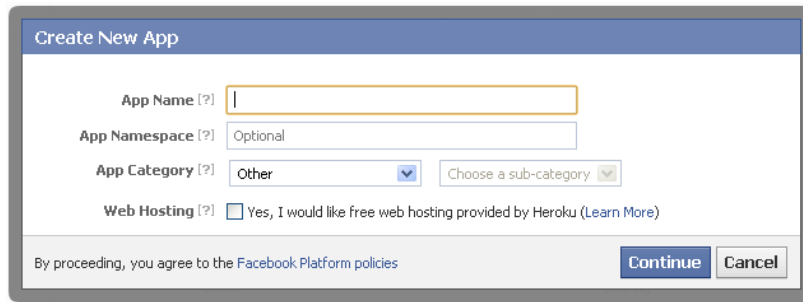 Create New App
App Name [?]
App Namespace [?] Optional
App Category [?] Other Choose a sub-category
Web Hosting [?] Yes, I would like free web hosting provided by Heroku (Learn More)
By proceeding, you agree to the Facebook Platform policies Continue Cancel